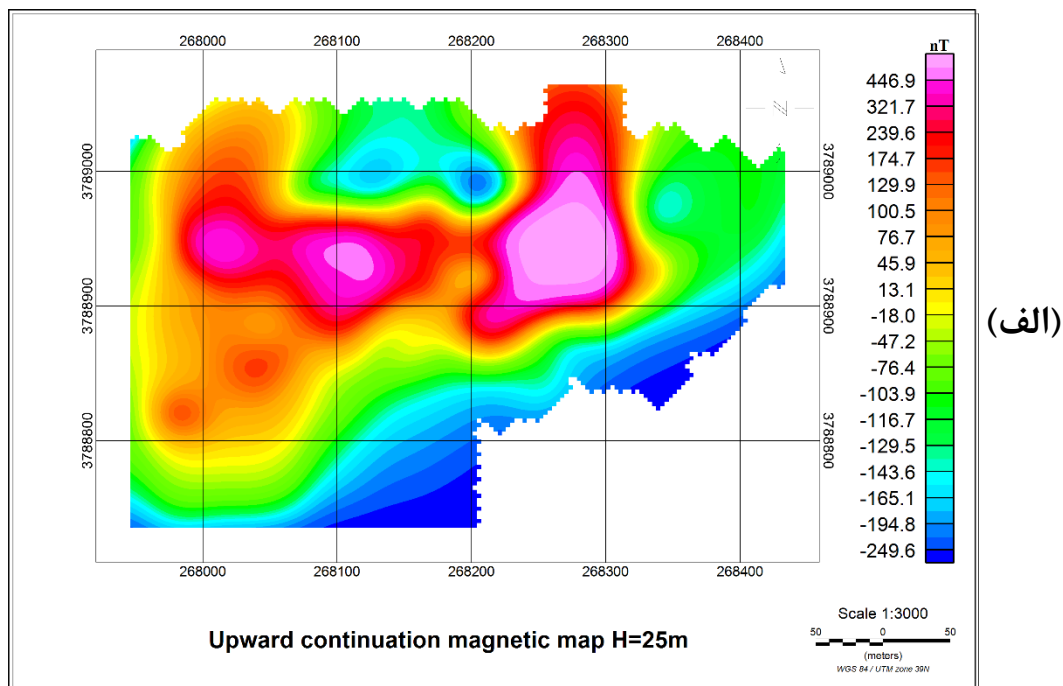 268000 268100 268200 268300 268400
nT
446.9
321.7
239.6
174.7
129.9
100.5
76.7
45.9
13.1
-18.0
-47.2
-76.4
-103.9
-116.7
-129.5
-143.6
-165.1
-194.8
-249.6
3789000 3789000
3788900 3788900
3788800 3788800
(الف)
268000 268100 268200 268300 268400
Upward continuation magnetic map H=25m
Scale 1:3000
50 0 50
(meters)
WGS 84 / UTM zone 39N